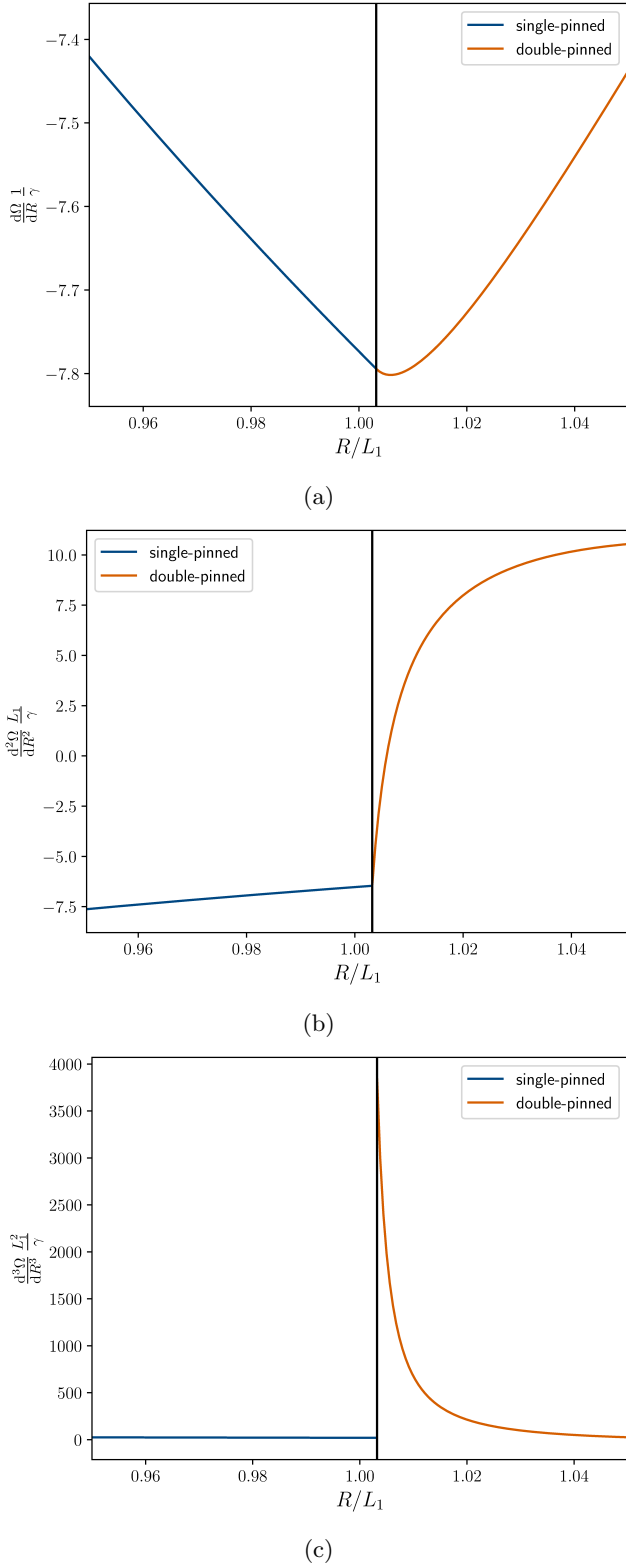 single-pinned
double-pinned
−7.4
−7.5
−7.6
−7.7
−7.8
dΩ/dR 1/γ
0.96 0.98 1.00 1.02 1.04
R/L₁
(a)
single-pinned
double-pinned
10.0
7.5
5.0
2.5
0.0
−2.5
−5.0
−7.5
d²Ω/dR² L₁/γ
0.96 0.98 1.00 1.02 1.04
R/L₁
(b)
single-pinned
double-pinned
4000
3500
3000
2500
2000
1500
1000
500
0
d³Ω/dR³ L₁²/γ
0.96 0.98 1.00 1.02 1.04
R/L₁
(c)